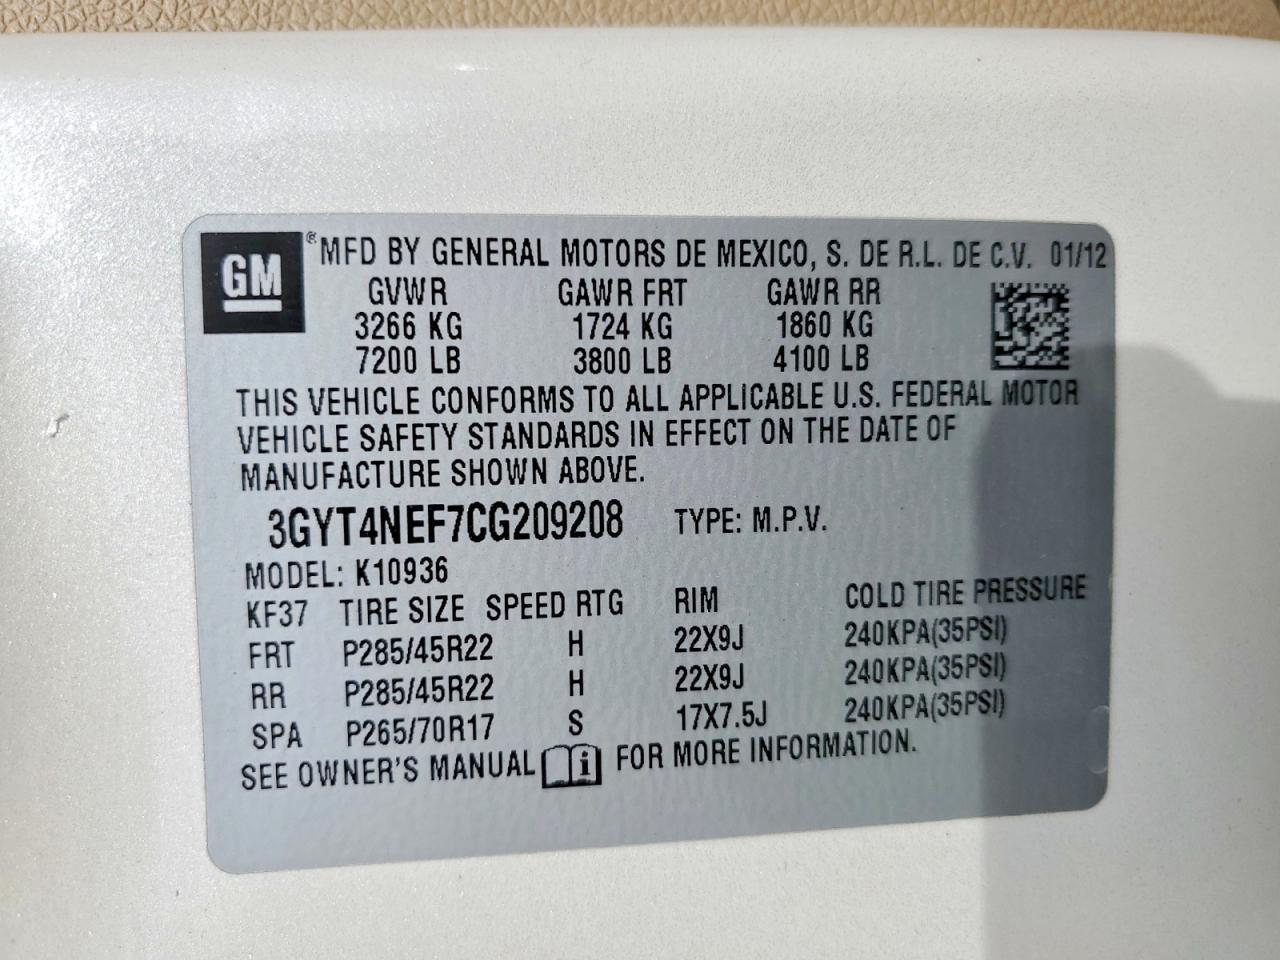 GM ® MFD BY GENERAL MOTORS DE MEXICO, S. DE R.L. DE C.V. 01/12
GVWR GAWR FRT GAWR RR
3266 KG 1724 KG 1860 KG
7200 LB 3800 LB 4100 LB
THIS VEHICLE CONFORMS TO ALL APPLICABLE U.S. FEDERAL MOTOR
VEHICLE SAFETY STANDARDS IN EFFECT ON THE DATE OF
MANUFACTURE SHOWN ABOVE.
3GYT4NEF7CG209208 TYPE: M.P.V.
MODEL: K10936
KF37 TIRE SIZE SPEED RTG RIM COLD TIRE PRESSURE
FRT P285/45R22 H 22X9J 240KPA(35PSI)
RR P285/45R22 H 22X9J 240KPA(35PSI)
SPA P265/70R17 S 17X7.5J 240KPA(35PSI)
SEE OWNER'S MANUAL i FOR MORE INFORMATION.